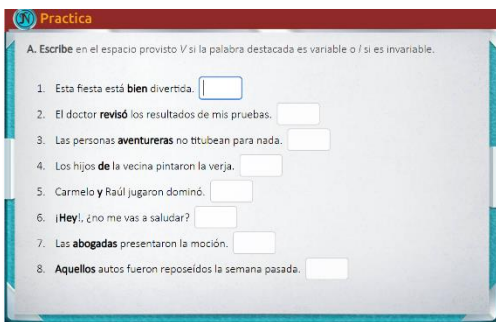 N Practica
A. Escribe en el espacio provisto V si la palabra destacada es variable o I si es invariable.
1. Esta fiesta está bien divertida.
2. El doctor revisó los resultados de mis pruebas.
3. Las personas aventureras no titubean para nada.
4. Los hijos de la vecina pintaron la verja.
5. Carmelo y Raúl jugaron dominó.
6. ¡Hey!, ¿no me vas a saludar?
7. Las abogadas presentaron la moción.
8. Aquellos autos fueron reposeídos la semana pasada.